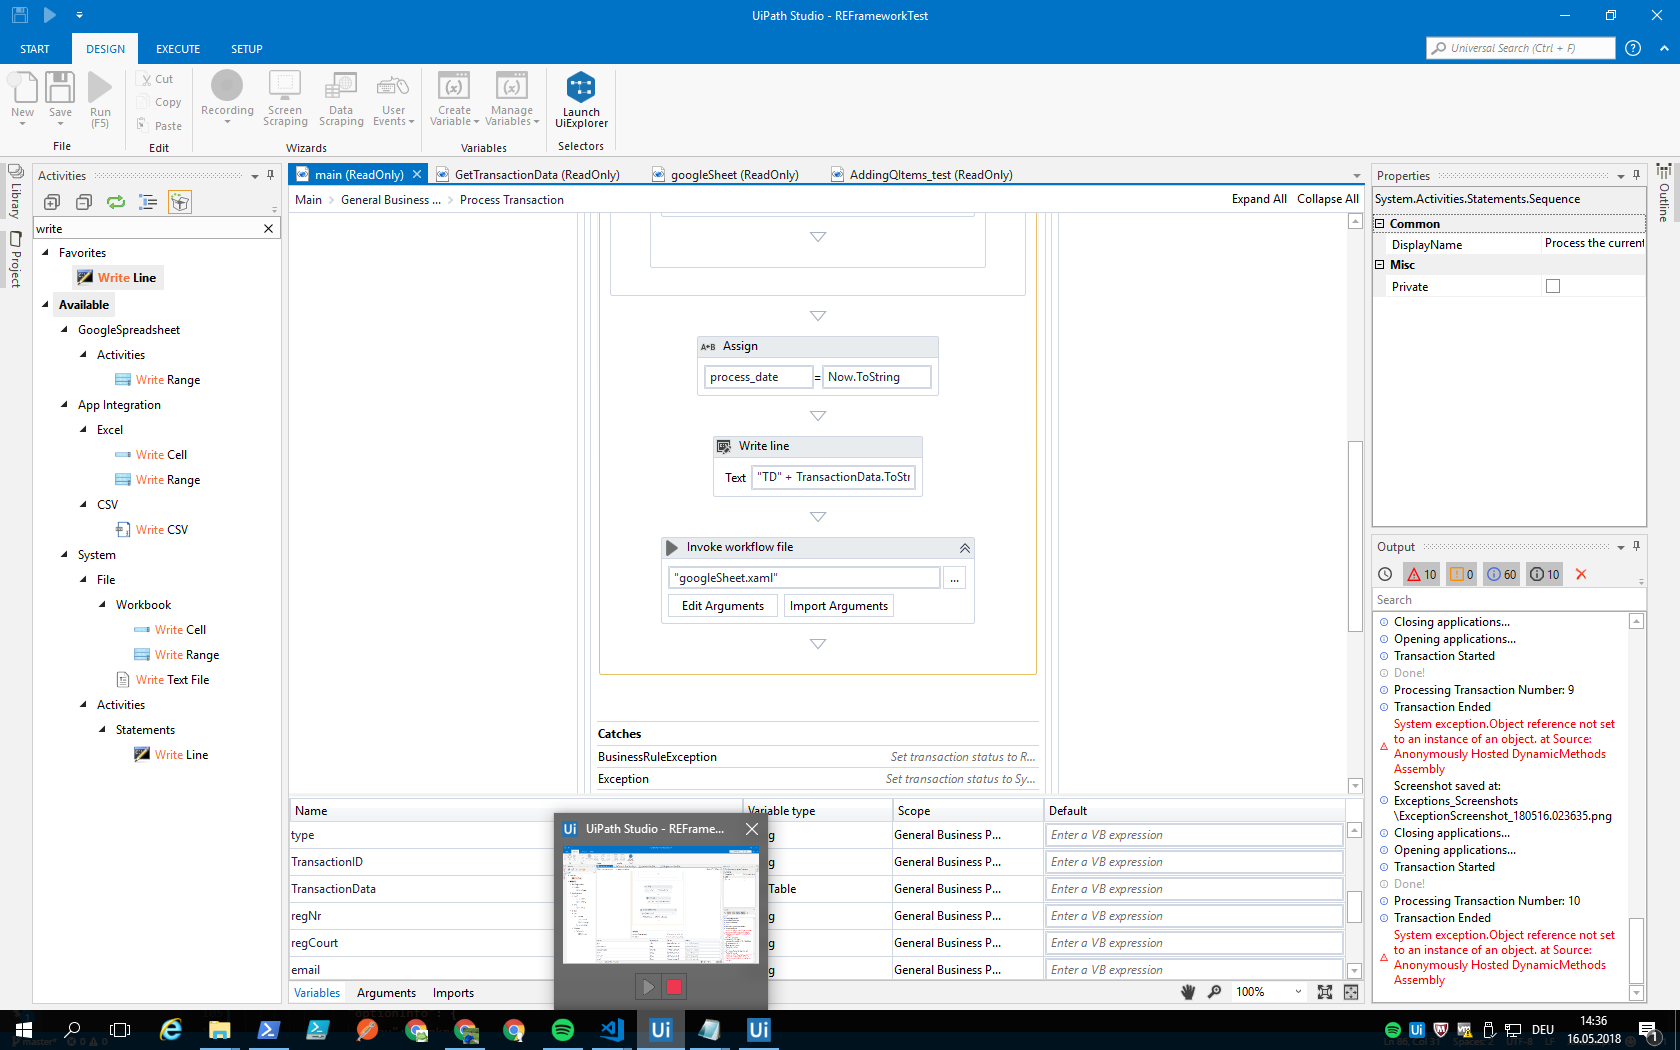 UiPath Studio - REFrameworkTest
START
DESIGN
EXECUTE
SETUP
Universal Search (Ctrl + F)
New
Save
Run
(F5)
File
Cut
Copy
Paste
Edit
Recording
Screen
Scraping
Data
Scraping
User
Events
Wizards
Create
Variable
Manage
Variables
Variables
Launch
UiExplorer
Selectors
Library
Project
Activities
write
Favorites
Write Line
Available
GoogleSpreadsheet
Activities
Write Range
App Integration
Excel
Write Cell
Write Range
CSV
Write CSV
System
File
Workbook
Write Cell
Write Range
Write Text File
Activities
Statements
Write Line
main (ReadOnly)
GetTransactionData (ReadOnly)
googleSheet (ReadOnly)
AddingQItems_test (ReadOnly)
Main
General Business ...
Process Transaction
Expand All
Collapse All
A+B Assign
process_date = Now.ToString
Write line
Text "TD" + TransactionData.ToStr
Invoke workflow file
"googleSheet.xaml"
...
Edit Arguments
Import Arguments
Catches
BusinessRuleException Set transaction status to R...
Exception Set transaction status to Sy...
Name Variable type Scope Default
type g General Business P... Enter a VB expression
TransactionID g General Business P... Enter a VB expression
TransactionData Table General Business P... Enter a VB expression
regNr g General Business P... Enter a VB expression
regCourt g General Business P... Enter a VB expression
email g General Business P... Enter a VB expression
Ui UiPath Studio - REFrame...
Variables Arguments Imports
100%
Properties
System.Activities.Statements.Sequence
Common
DisplayName Process the current
Misc
Private
Outline
Output
10
0
60
10
Search
Closing applications...
Opening applications...
Transaction Started
Done!
Processing Transaction Number: 9
Transaction Ended
System exception.Object reference not set
to an instance of an object. at Source:
Anonymously Hosted DynamicMethods
Assembly
Screenshot saved at:
Exceptions_Screenshots
\ExceptionScreenshot_180516.023635.png
Closing applications...
Opening applications...
Transaction Started
Done!
Processing Transaction Number: 10
Transaction Ended
System exception.Object reference not set
to an instance of an object. at Source:
Anonymously Hosted DynamicMethods
Assembly
Ui
Ui
Ui
DEU
14:36
16.05.2018
1